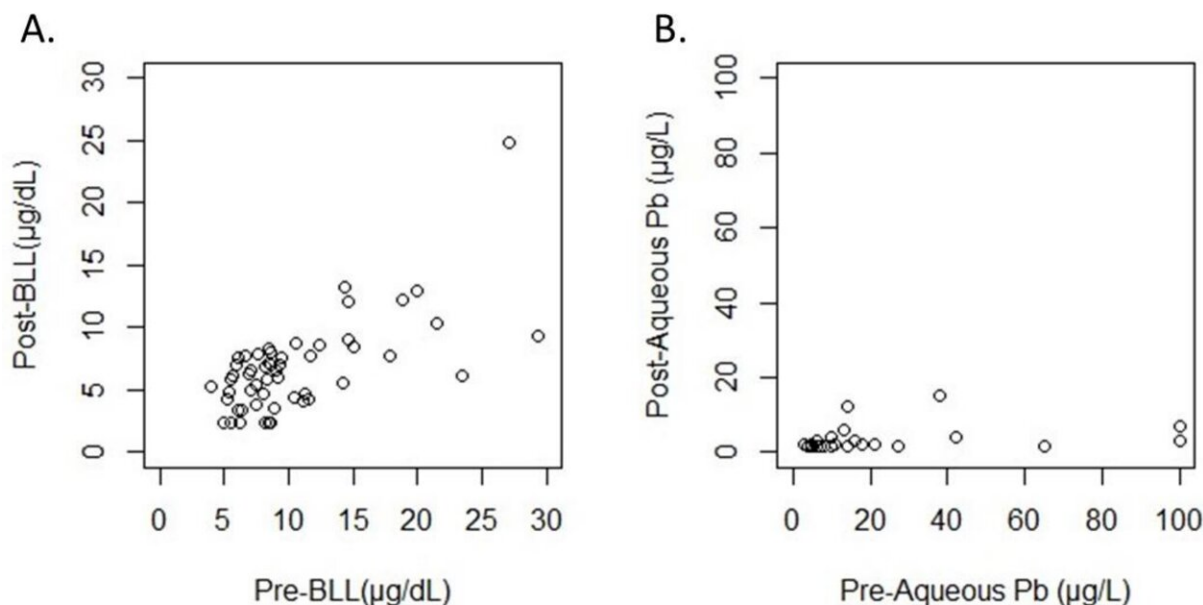 A.
Post-BLL(µg/dL)
30
25
20
15
10
5
0
0 5 10 15 20 25 30
Pre-BLL(µg/dL)
B.
Post-Aqueous Pb (µg/L)
100
80
60
40
20
0
0 20 40 60 80 100
Pre-Aqueous Pb (µg/L)